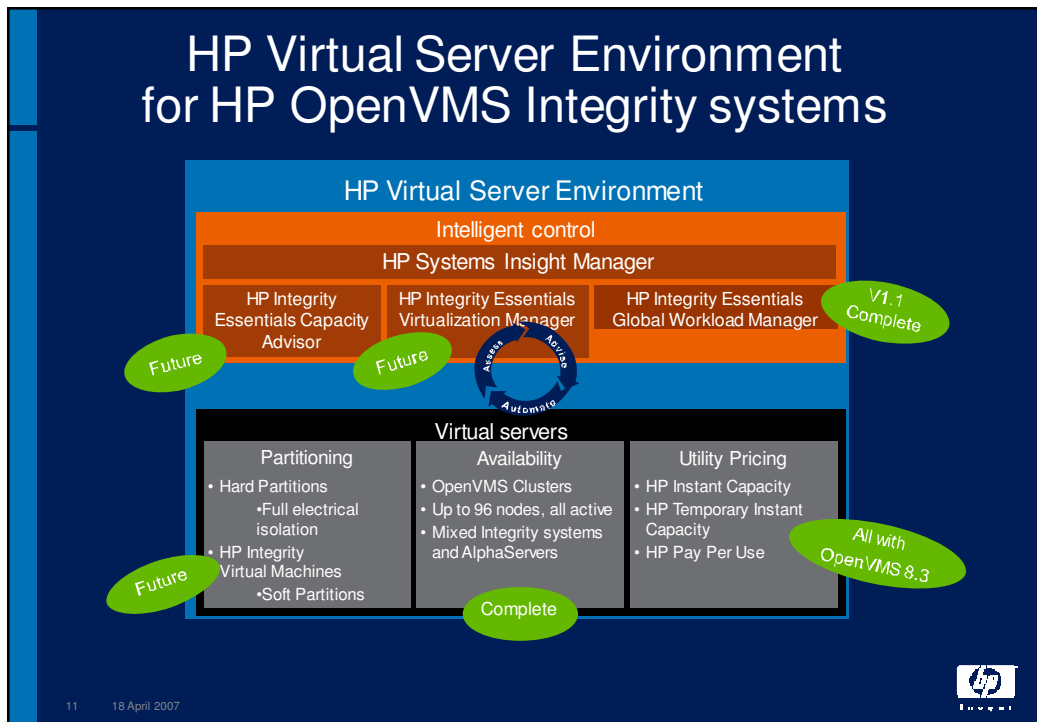 HP Virtual Server Environment
for HP OpenVMS Integrity systems
HP Virtual Server Environment
Intelligent control
HP Systems Insight Manager
HP Integrity
Essentials Capacity
Advisor
HP Integrity Essentials
Virtualization Manager
HP Integrity Essentials
Global Workload Manager
V1.1
Complete
Future
Future
Assess
Advise
Automate
Virtual servers
Partitioning
• Hard Partitions
•Full electrical
isolation
• HP Integrity
Virtual Machines
•Soft Partitions
Future
Availability
• OpenVMS Clusters
• Up to 96 nodes, all active
• Mixed Integrity systems
and AlphaServers
Complete
Utility Pricing
• HP Instant Capacity
• HP Temporary Instant
Capacity
• HP Pay Per Use
All with
OpenVMS 8.3
11
18 April 2007
hp
invent